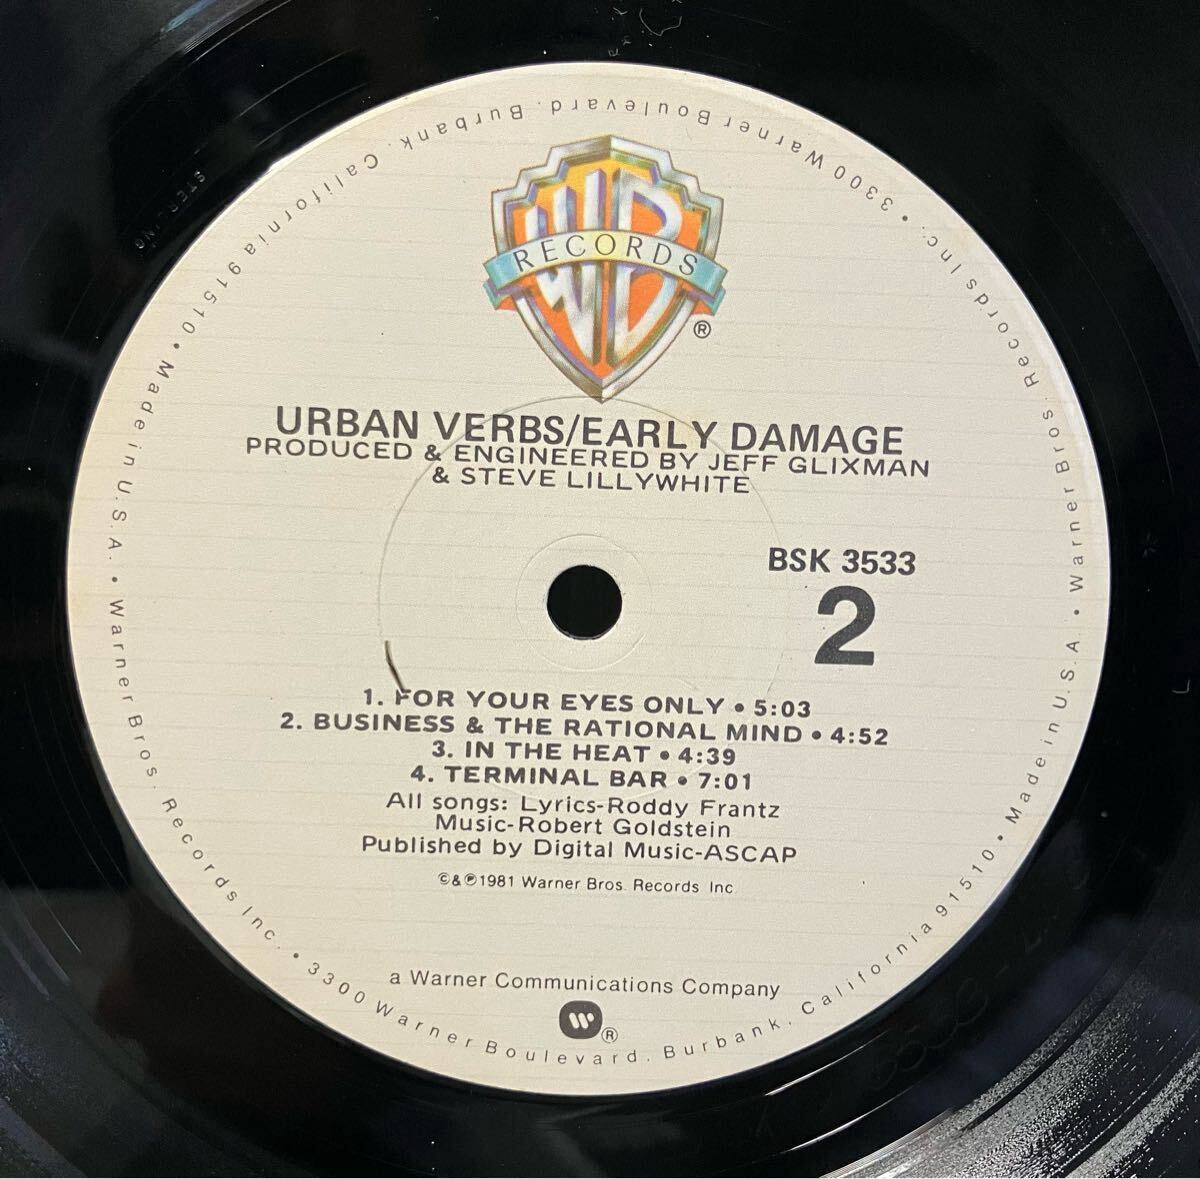 WB
RECORDS
®
URBAN VERBS/EARLY DAMAGE
PRODUCED & ENGINEERED BY JEFF GLIXMAN
& STEVE LILLYWHITE
BSK 3533
2
1. FOR YOUR EYES ONLY • 5:03
2. BUSINESS & THE RATIONAL MIND • 4:52
3. IN THE HEAT • 4:39
4. TERMINAL BAR • 7:01
All songs: Lyrics-Roddy Frantz
Music-Robert Goldstein
Published by Digital Music-ASCAP
©&℗1981 Warner Bros. Records Inc
a Warner Communications Company
®
Made in U.S.A. • Warner Bros. Records Inc. • 3300 Warner Boulevard. Burbank. California 91510 • Made in U.S.A. • Warner Bros. Records Inc. • 3300 Warner Boulevard. Burbank. California 91510 •